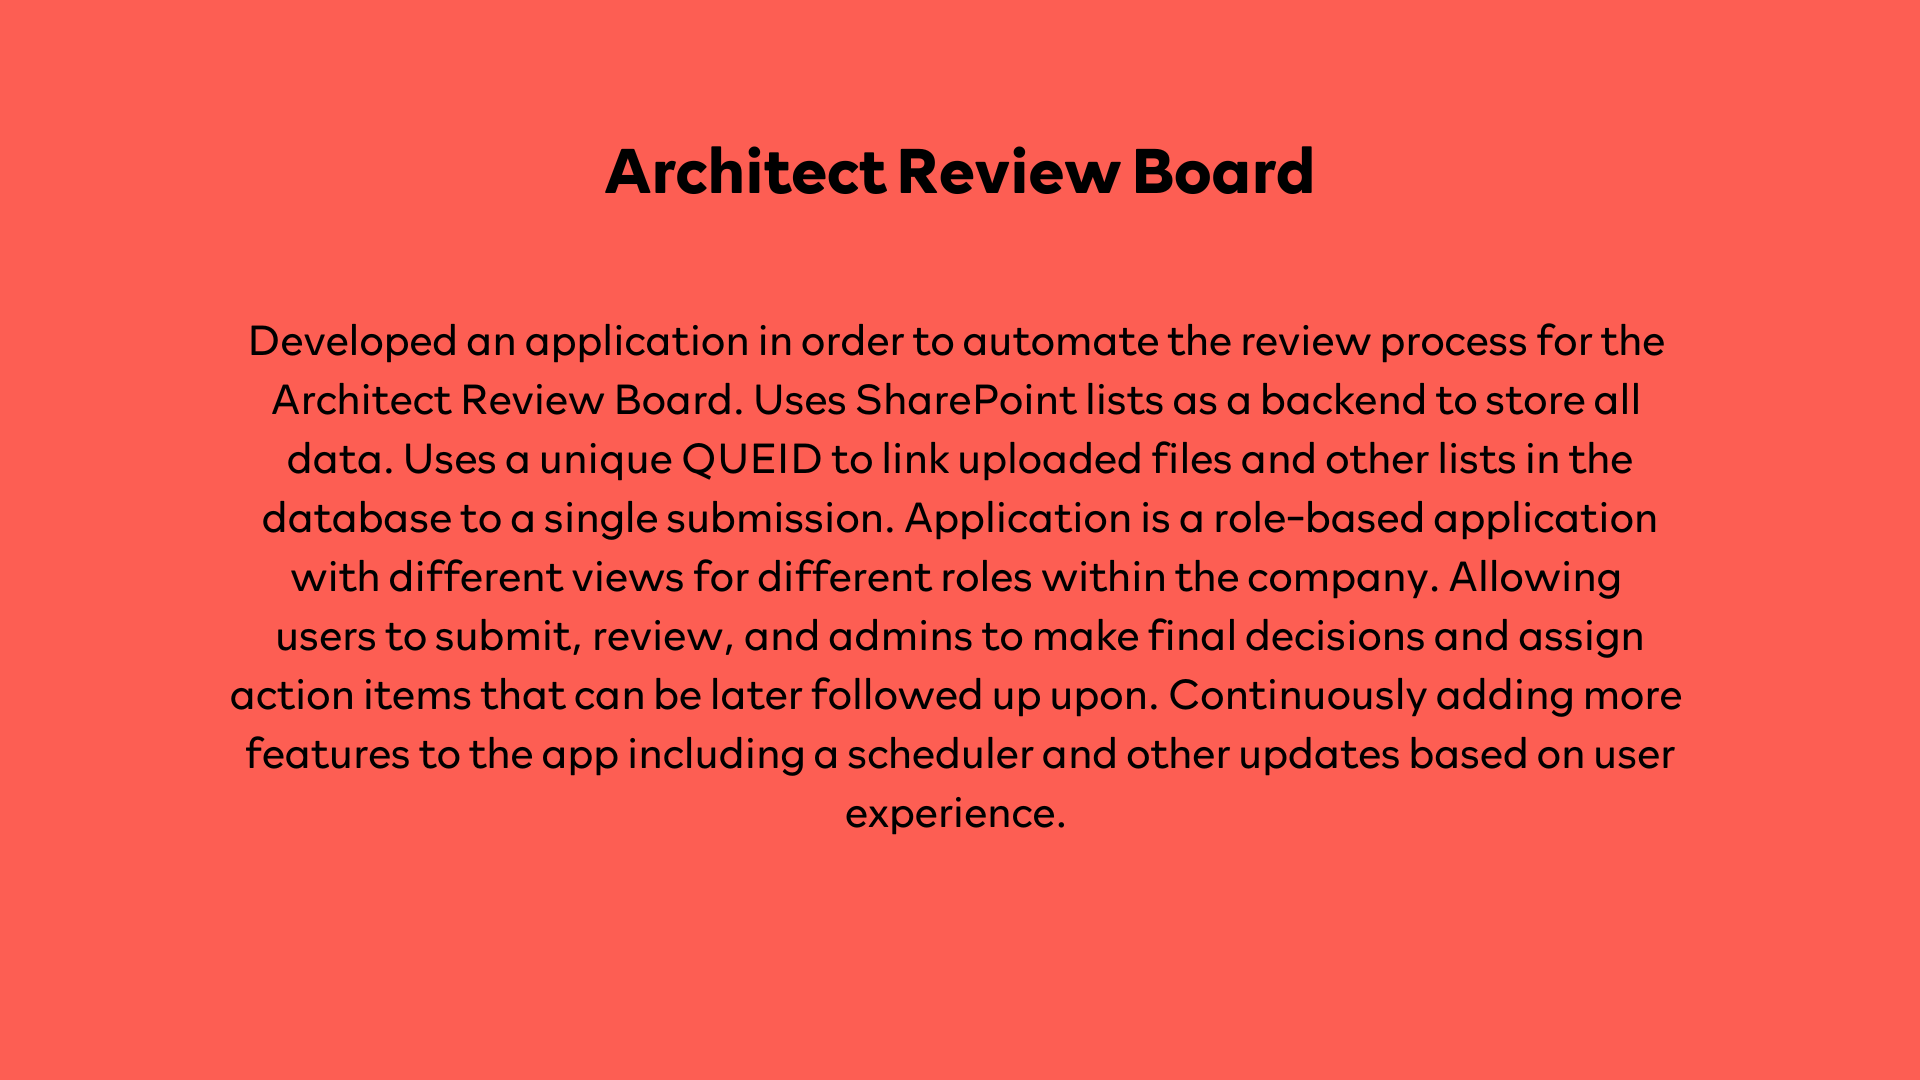 Architect Review Board
Developed an application in order to automate the review process for the
Architect Review Board. Uses SharePoint lists as a backend to store all
data. Uses a unique QUEID to link uploaded files and other lists in the
database to a single submission. Application is a role-based application
with different views for different roles within the company. Allowing
users to submit, review, and admins to make final decisions and assign
action items that can be later followed up upon. Continuously adding more
features to the app including a scheduler and other updates based on user
experience.